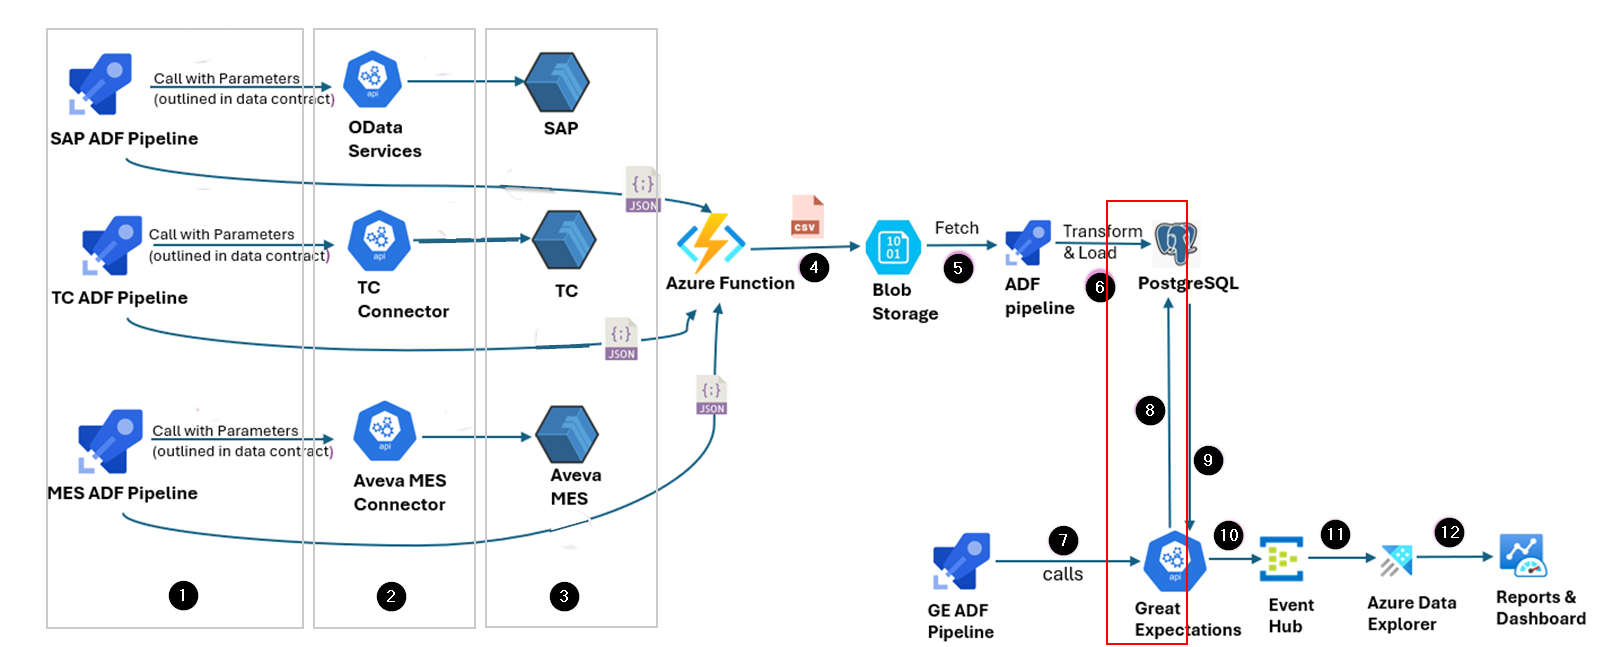 Call with Parameters
(outlined in data contract)
api
SAP ADF Pipeline
OData
Services
SAP
{;}
JSON
Call with Parameters
(outlined in data contract)
api
TC ADF Pipeline
TC
Connector
TC
{;}
JSON
Call with Parameters
(outlined in data contract)
api
MES ADF Pipeline
Aveva MES
Connector
Aveva
MES
{;}
JSON
1
2
3
Azure Function
CSV
4
10
01
Blob
Storage
Fetch
5
ADF
pipeline
Transform
& Load
6
PostgreSQL
8
9
GE ADF
Pipeline
7
calls
api
Great
Expectations
10
Event
Hub
11
Azure Data
Explorer
12
Reports &
Dashboard